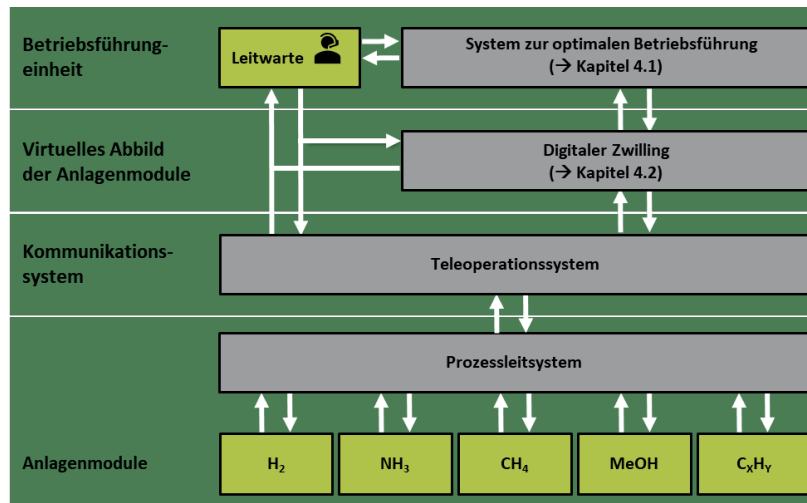 Betriebsführung-
einheit
Leitwarte
System zur optimalen Betriebsführung
(→ Kapitel 4.1)
Virtuelles Abbild
der Anlagenmodule
Digitaler Zwilling
(→ Kapitel 4.2)
Kommunikations-
system
Teleoperationssystem
Prozessleitsystem
Anlagenmodule
H₂
NH₃
CH₄
MeOH
CₓHᵧ